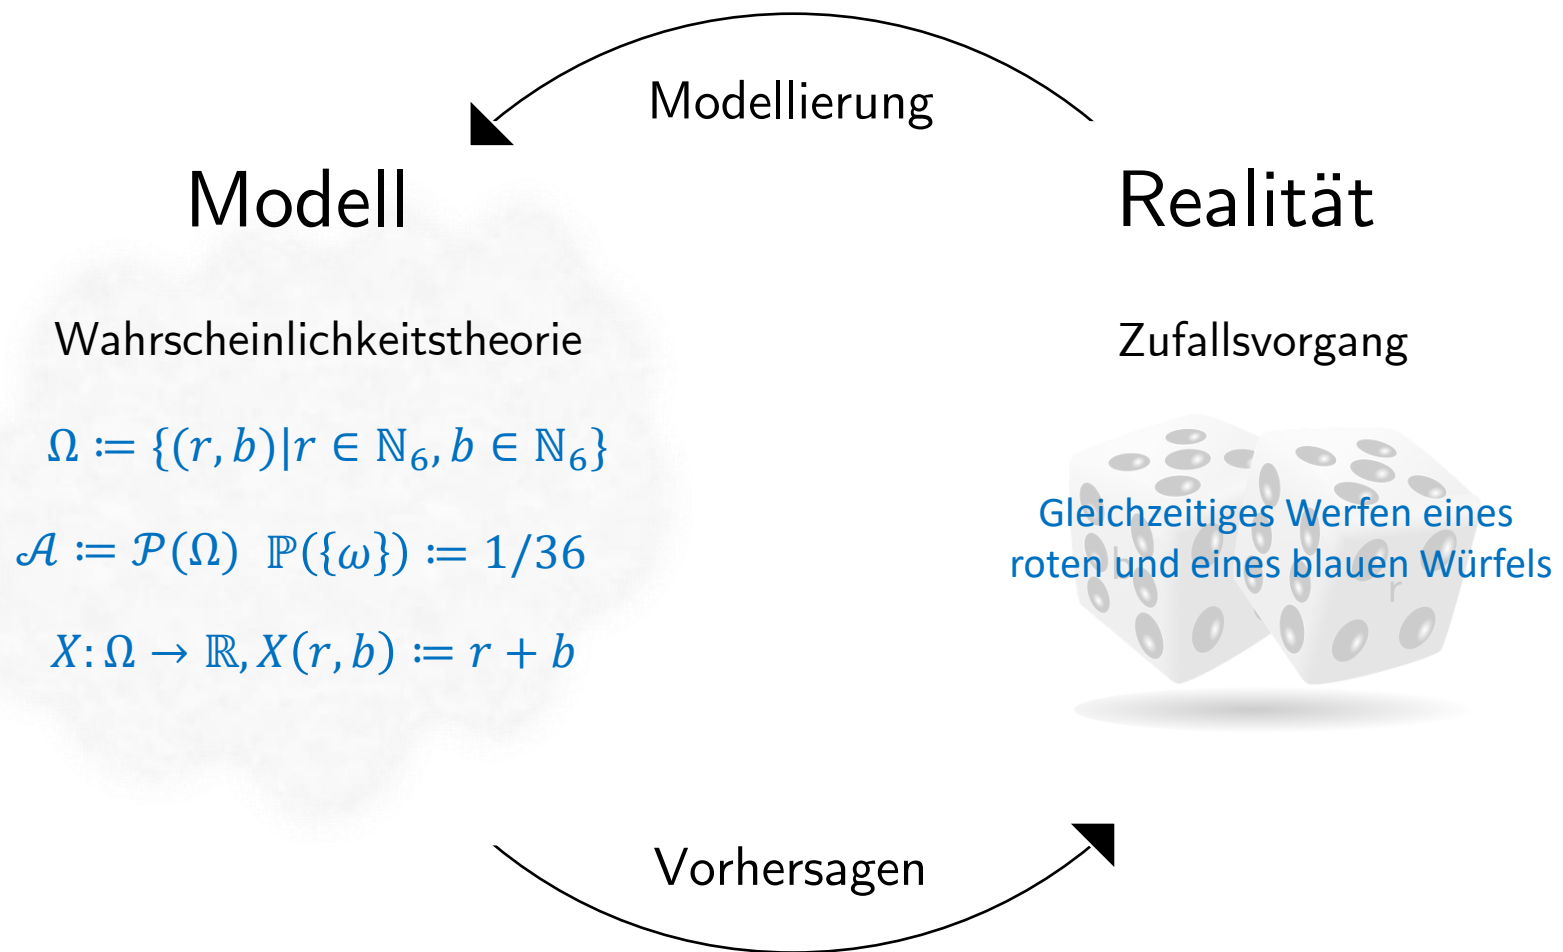 Modellierung
Modell
Realität
Wahrscheinlichkeitstheorie
Zufallsvorgang
Ω ≔ {(r, b)|r ∈ ℕ₆, b ∈ ℕ₆}
𝒜 ≔ 𝒫(Ω) ℙ({ω}) ≔ 1/36
X: Ω → ℝ, X(r, b) ≔ r + b
Gleichzeitiges Werfen eines
roten und eines blauen Würfels
b
r
Vorhersagen